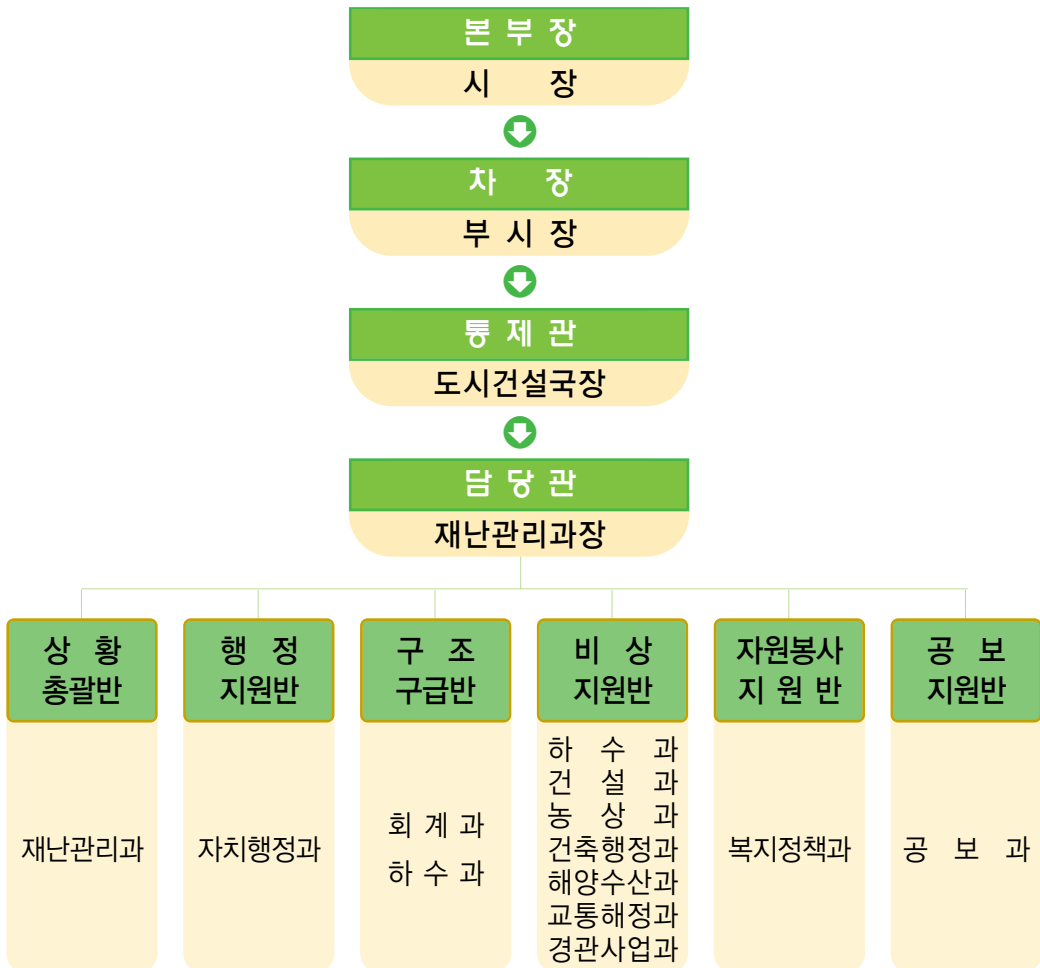 본 부 장
시 장
차 장
부 시 장
통 제 관
도시건설국장
담 당 관
재난관리과장
상 황
총괄반
재난관리과
행 정
지원반
자치행정과
구 조
구급반
회 계 과
하 수 과
비 상
지원반
하 수 과
건 설 과
농 상 과
건축행정과
해양수산과
교통해정과
경관사업과
자원봉사
지 원 반
복지정책과
공 보
지원반
공 보 과